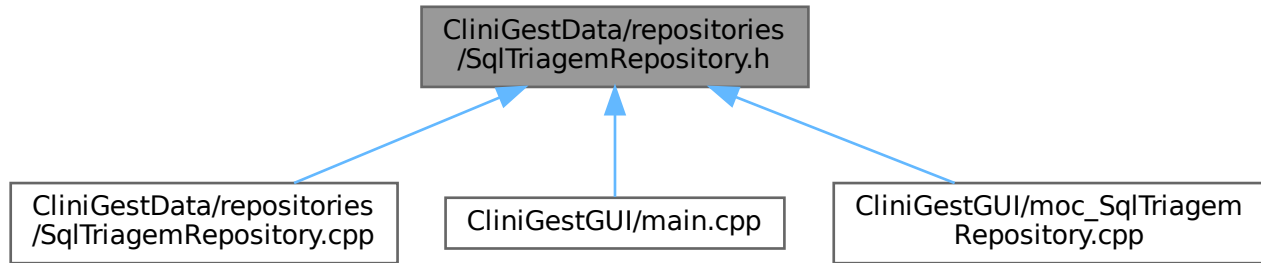 CliniGestData/repositories
/SqlTriagemRepository.h
CliniGestData/repositories
/SqlTriagemRepository.cpp
CliniGestGUI/main.cpp
CliniGestGUI/moc_SqlTriagem
Repository.cpp